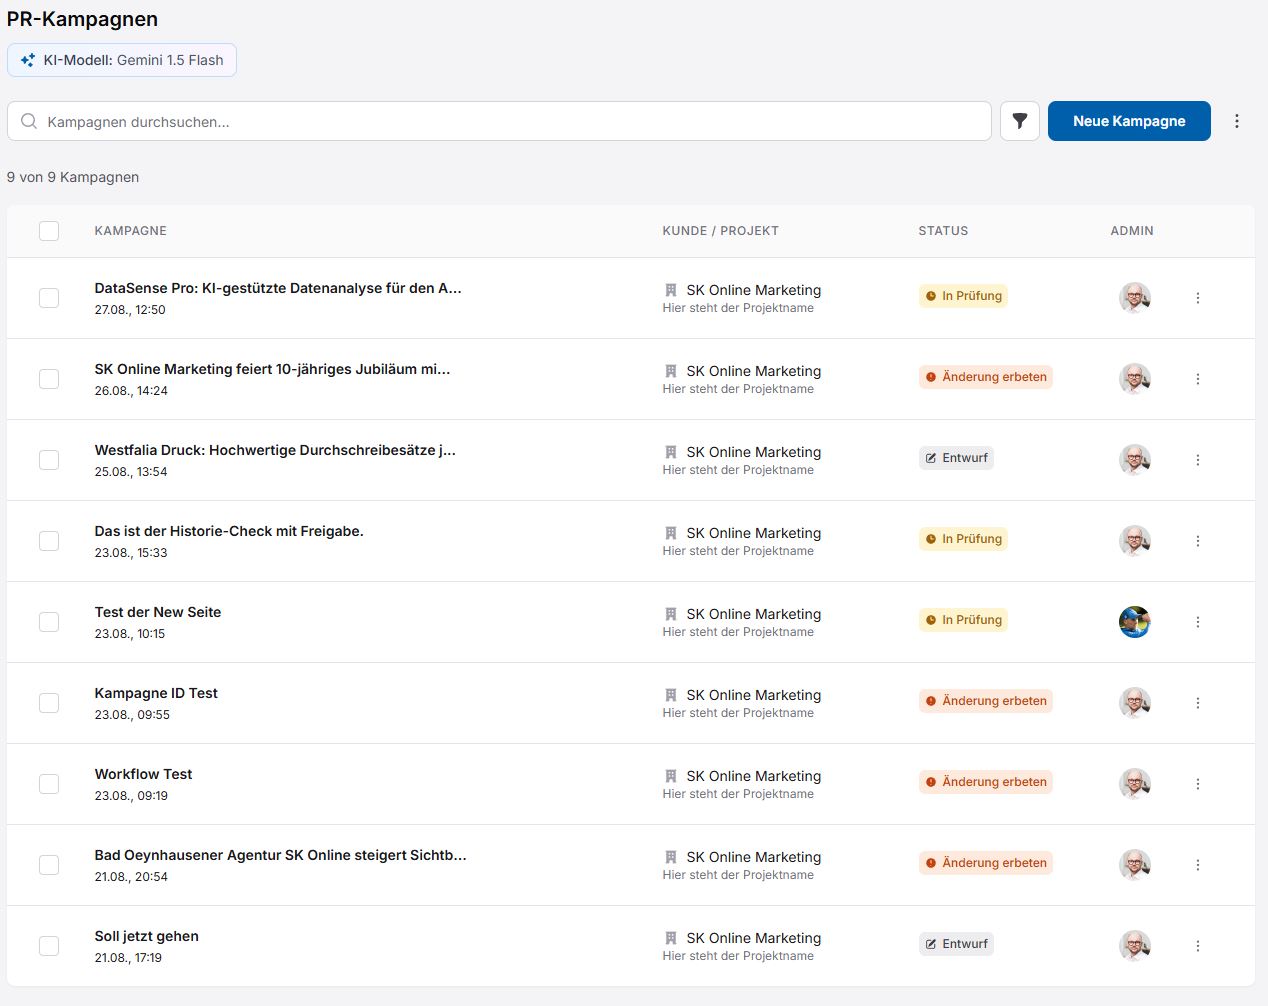 PR-Kampagnen
KI-Modell: Gemini 1.5 Flash
Kampagnen durchsuchen...
Neue Kampagne
9 von 9 Kampagnen
KAMPAGNE KUNDE / PROJEKT STATUS ADMIN
DataSense Pro: KI-gestützte Datenanalyse für den A... SK Online Marketing In Prüfung
27.08., 12:50 Hier steht der Projektname
SK Online Marketing feiert 10-jähriges Jubiläum mi... SK Online Marketing Änderung erbeten
26.08., 14:24 Hier steht der Projektname
Westfalia Druck: Hochwertige Durchschreibesätze j... SK Online Marketing Entwurf
25.08., 13:54 Hier steht der Projektname
Das ist der Historie-Check mit Freigabe. SK Online Marketing In Prüfung
23.08., 15:33 Hier steht der Projektname
Test der New Seite SK Online Marketing In Prüfung
23.08., 10:15 Hier steht der Projektname
Kampagne ID Test SK Online Marketing Änderung erbeten
23.08., 09:55 Hier steht der Projektname
Workflow Test SK Online Marketing Änderung erbeten
23.08., 09:19 Hier steht der Projektname
Bad Oeynhausener Agentur SK Online steigert Sichtb... SK Online Marketing Änderung erbeten
21.08., 20:54 Hier steht der Projektname
Soll jetzt gehen SK Online Marketing Entwurf
21.08., 17:19 Hier steht der Projektname